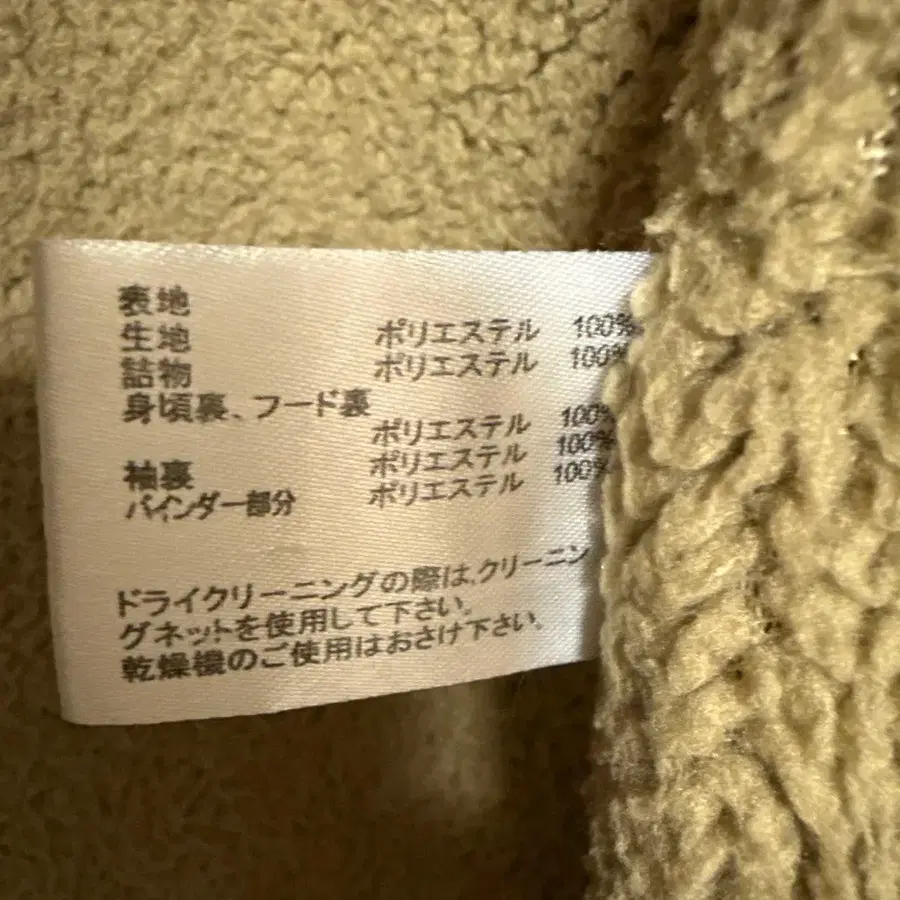 表地
生地 ポリエステル 100%
詰物 ポリエステル 100%
身頃裏、フード裏
ポリエステル 100%
袖裏 ポリエステル 100%
バインダー部分 ポリエステル 100%
ドライクリーニングの際は、クリーニン
グネットを使用して下さい。
乾燥機のご使用はおさけ下さい。